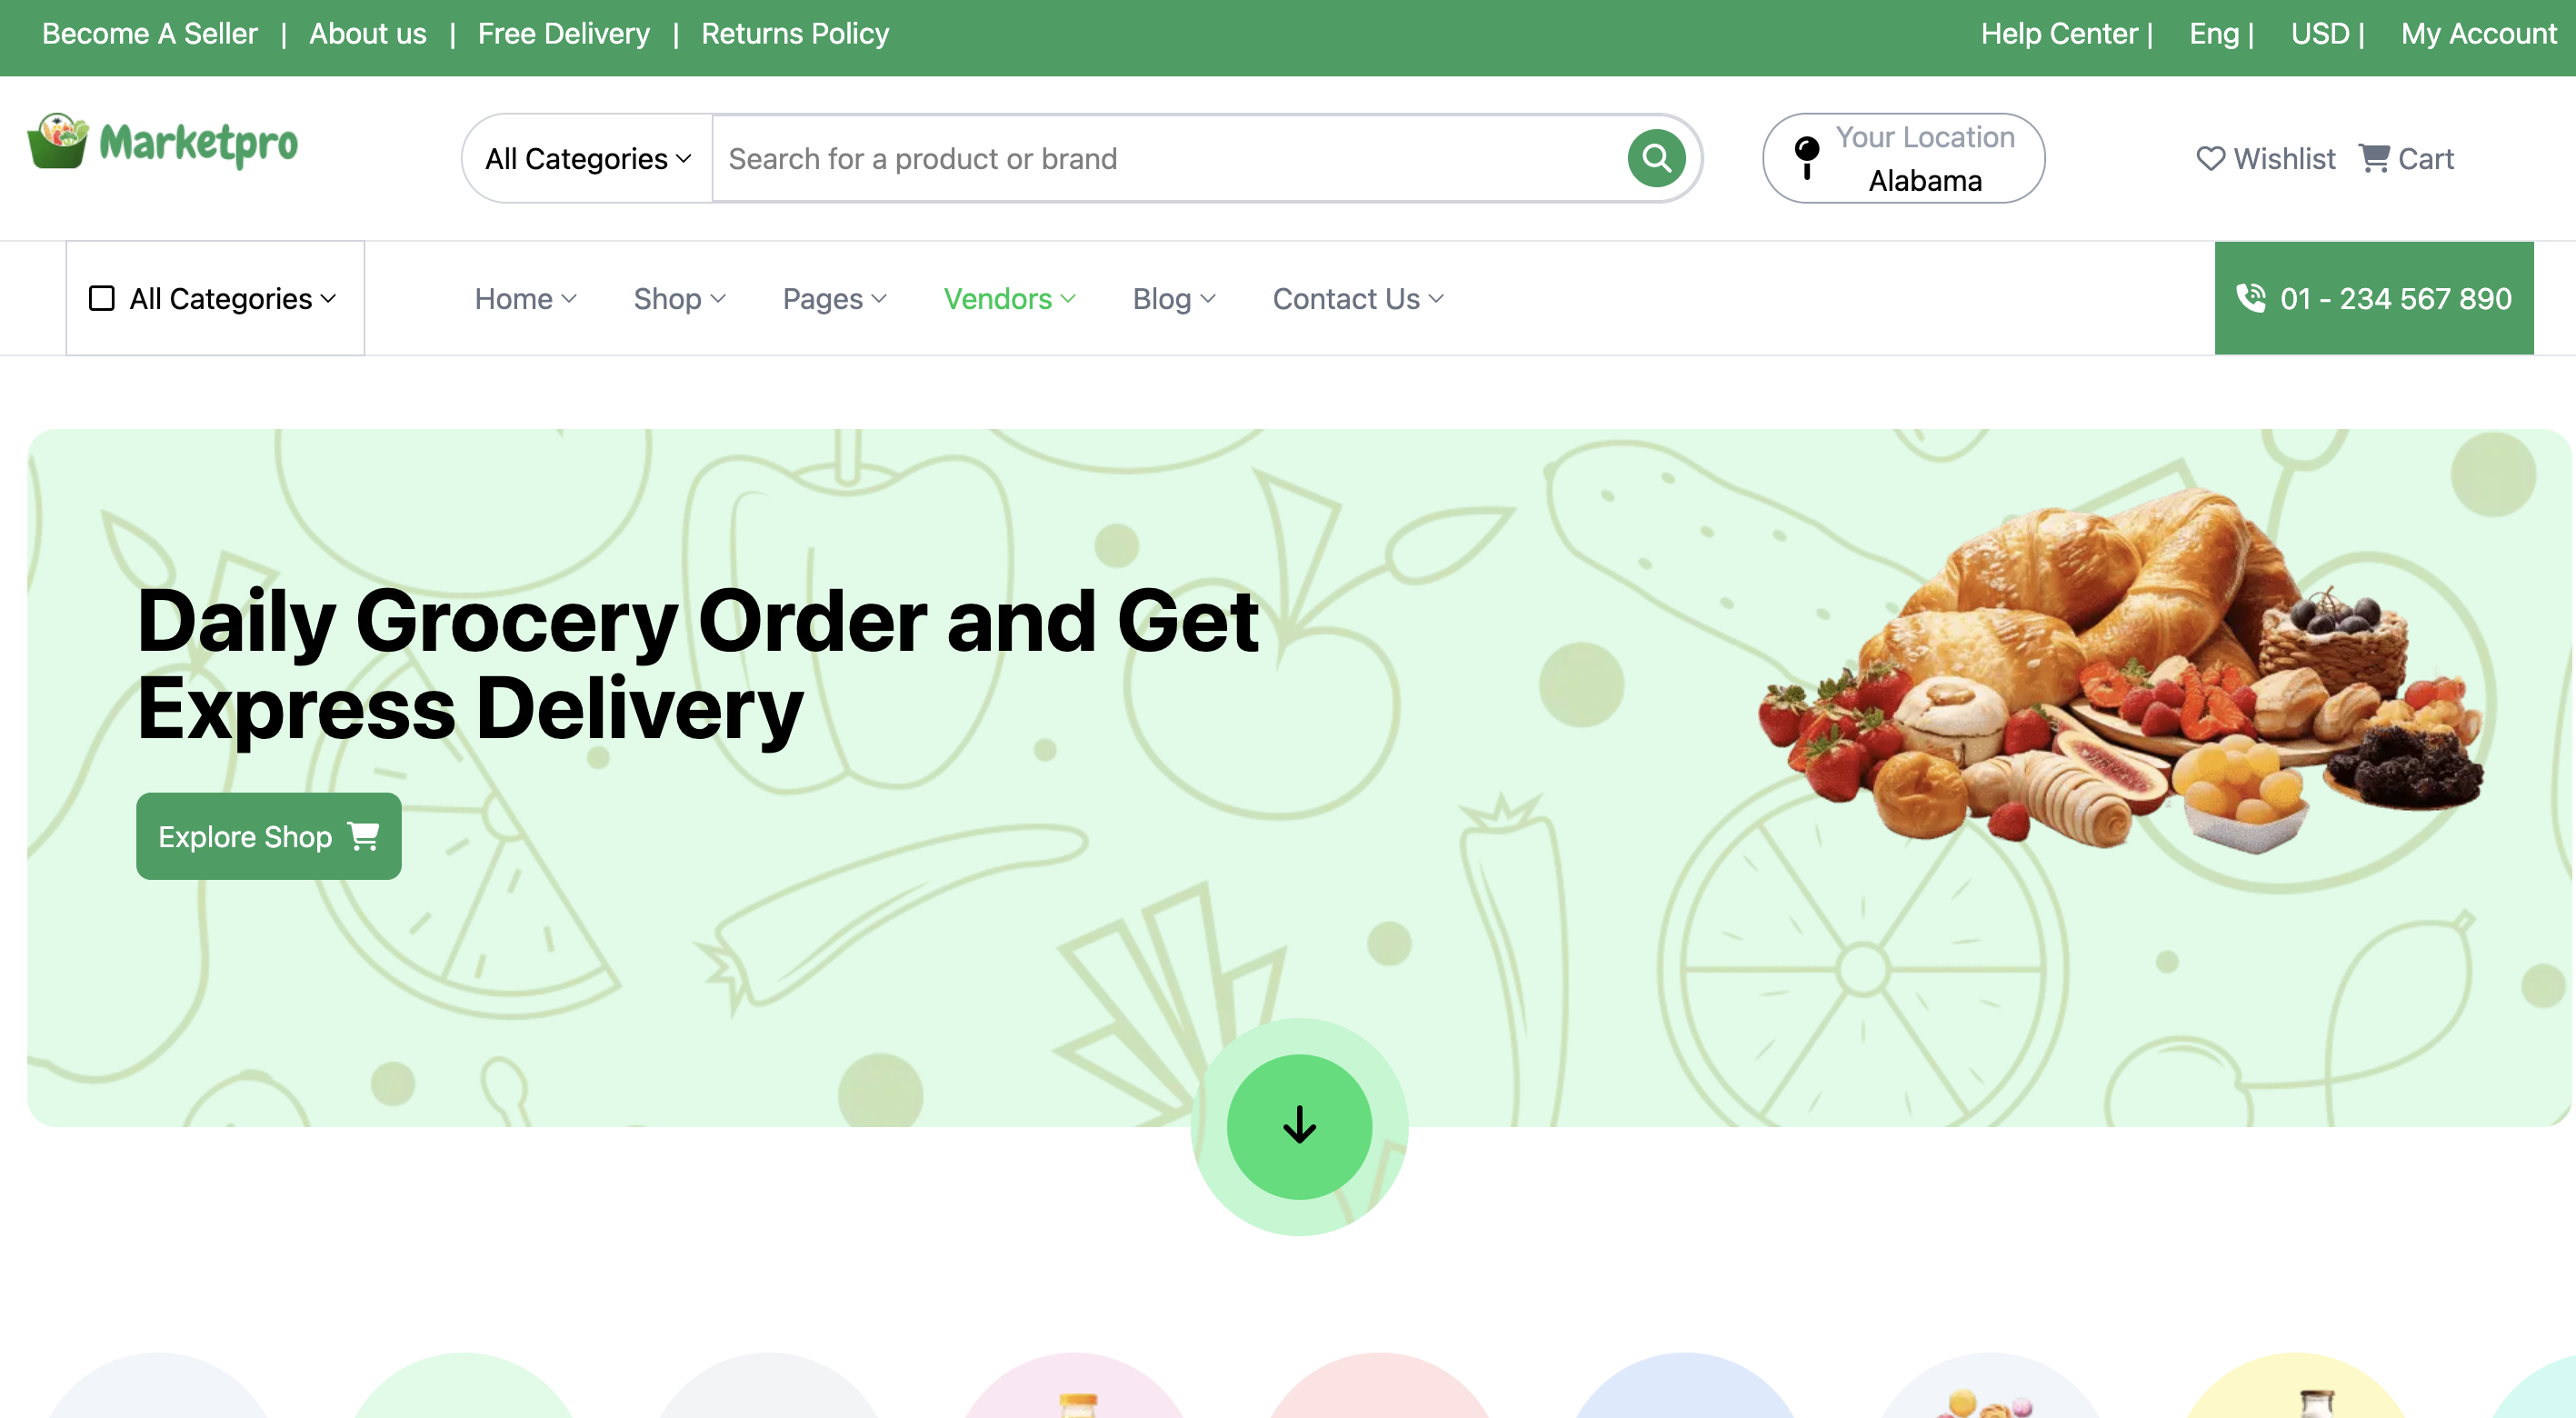 Become A Seller | About us | Free Delivery | Returns Policy
Help Center | Eng | USD | My Account
Marketpro
All Categories
Search for a product or brand
Your Location
Alabama
Wishlist
Cart
All Categories
Home
Shop
Pages
Vendors
Blog
Contact Us
01 - 234 567 890
Daily Grocery Order and Get
Express Delivery
Explore Shop